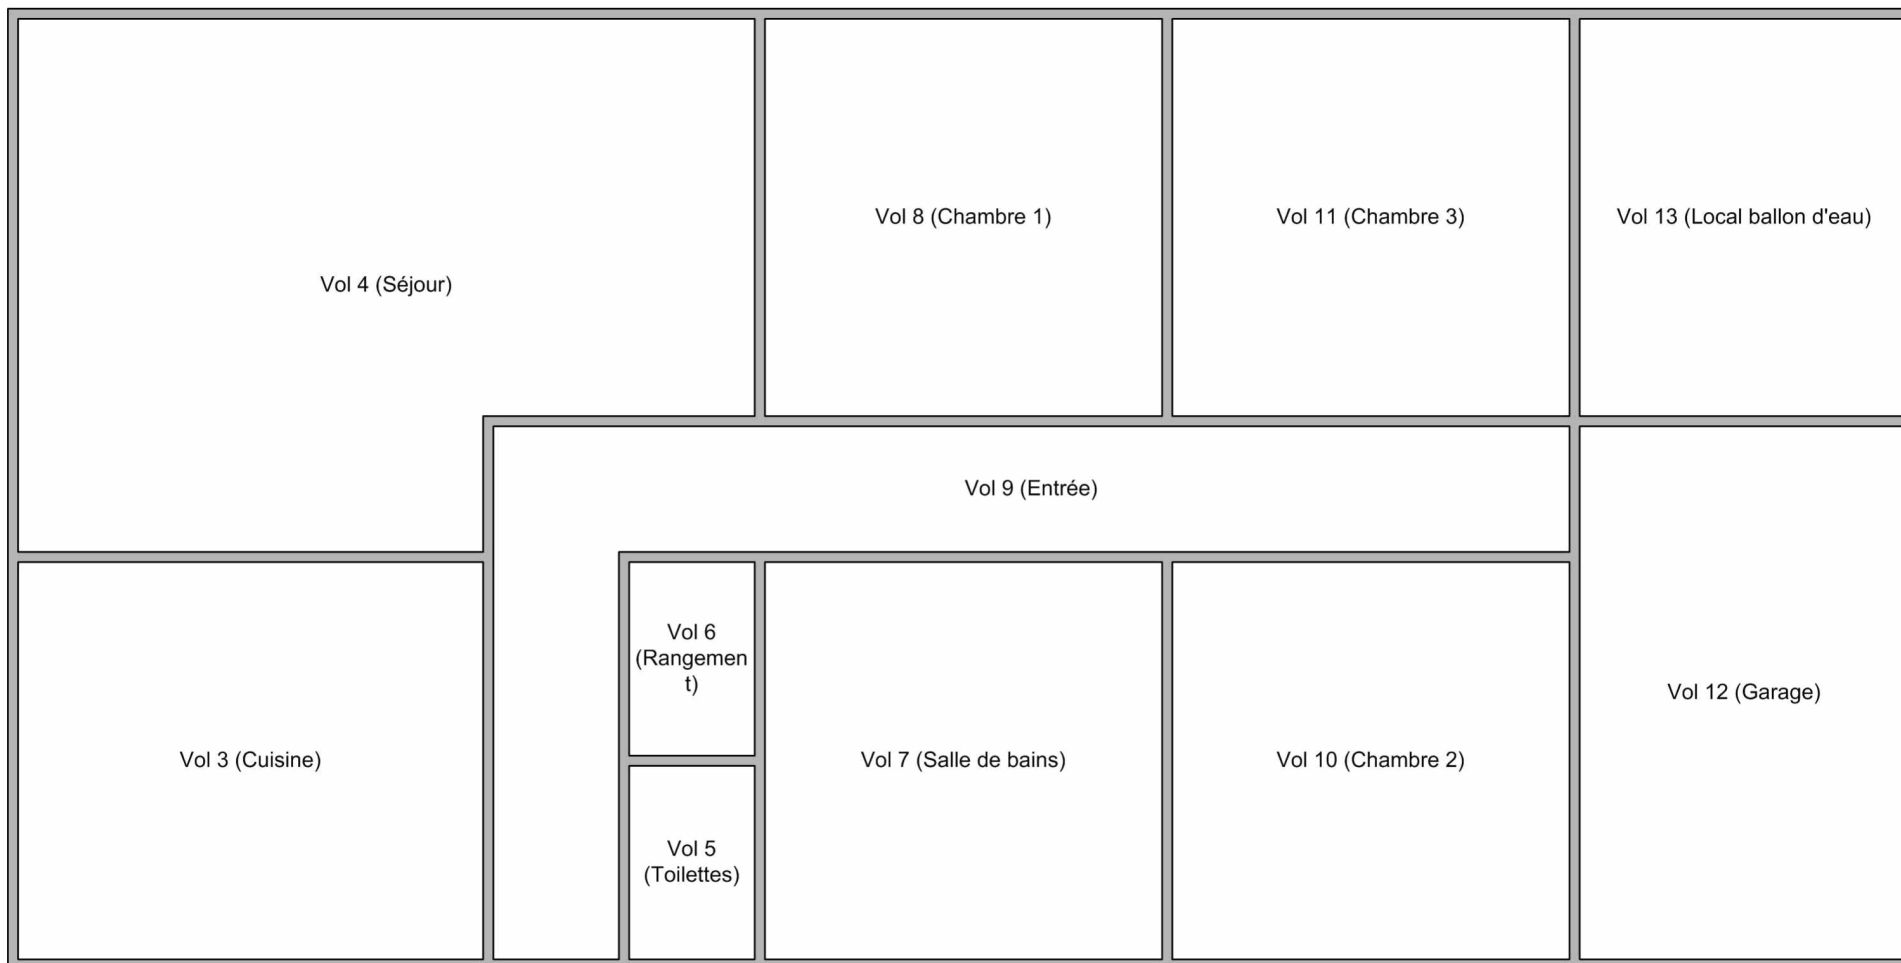 Vol 8 (Chambre 1)
Vol 11 (Chambre 3)
Vol 13 (Local ballon d'eau)
Vol 4 (Séjour)
Vol 9 (Entrée)
Vol 6
(Rangemen
t)
Vol 12 (Garage)
Vol 3 (Cuisine)
Vol 7 (Salle de bains)
Vol 10 (Chambre 2)
Vol 5
(Toilettes)